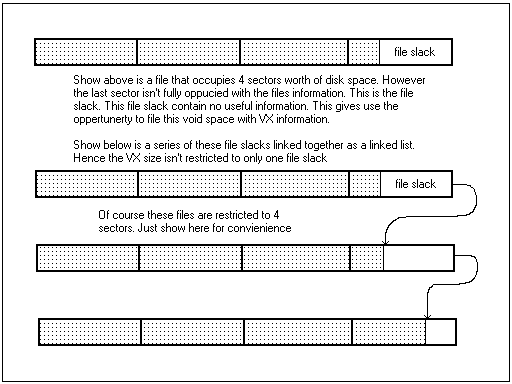 file slack
Show above is a file that occupies 4 sectors worth of disk space. However
the last sector isn't fully oppucied with the files information. This is the file
slack. This file slack contain no useful information. This gives use the
oppertunerty to file this void space with VX information.
Show below is a series of these file slacks linked together as a linked list.
Hence the VX size isn't restricted to only one file slack
file slack
Of course these files are restricted to 4
sectors. Just show here for convienience